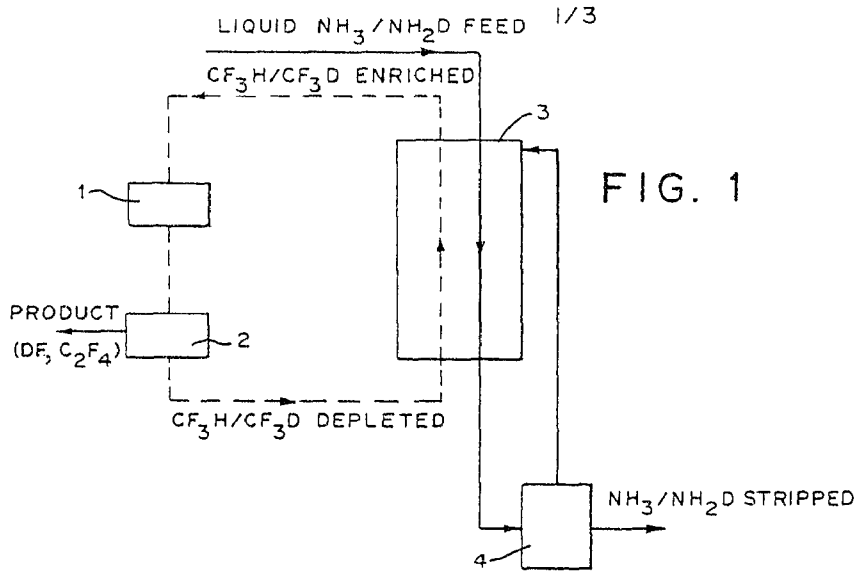 1/3
LIQUID NH₃/NH₂D FEED
CF₃H/CF₃D ENRICHED
3
FIG. 1
1
PRODUCT
(DF, C₂F₄)
2
CF₃H/CF₃D DEPLETED
NH₃/NH₂D STRIPPED
4